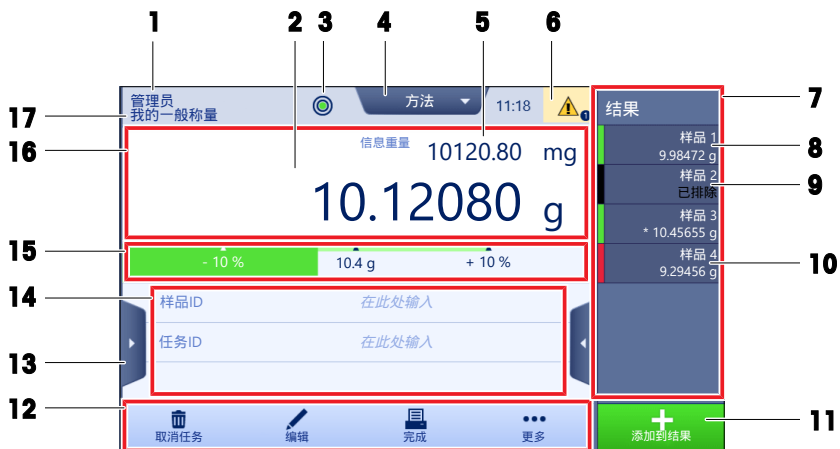 1 2 3 4 5 6
管理员
我的一般称量
方法
11:18
1
结果
7
17
16
信息重量 10120.80 mg
10.12080 g
样品 1
9.98472 g
8
样品 2
已排除
9
样品 3
* 10.45655 g
样品 4
9.29456 g
10
15
- 10 % 10.4 g + 10 %
14
样品ID 在此处输入
任务ID 在此处输入
13
12
取消任务 编辑 完成 更多
添加到结果
11